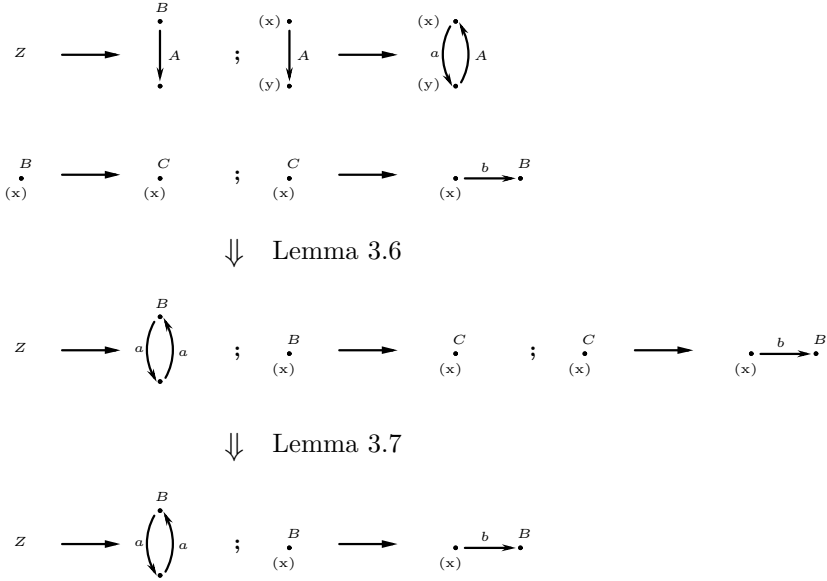 B
Z A ; (x) (y) A (x) (y) a A
B (x) C (x) ; C (x) (x) b B
⇓ Lemma 3.6
Z B a a ; B (x) C (x) ; C (x) (x) b B
⇓ Lemma 3.7
Z B a a ; B (x) (x) b B